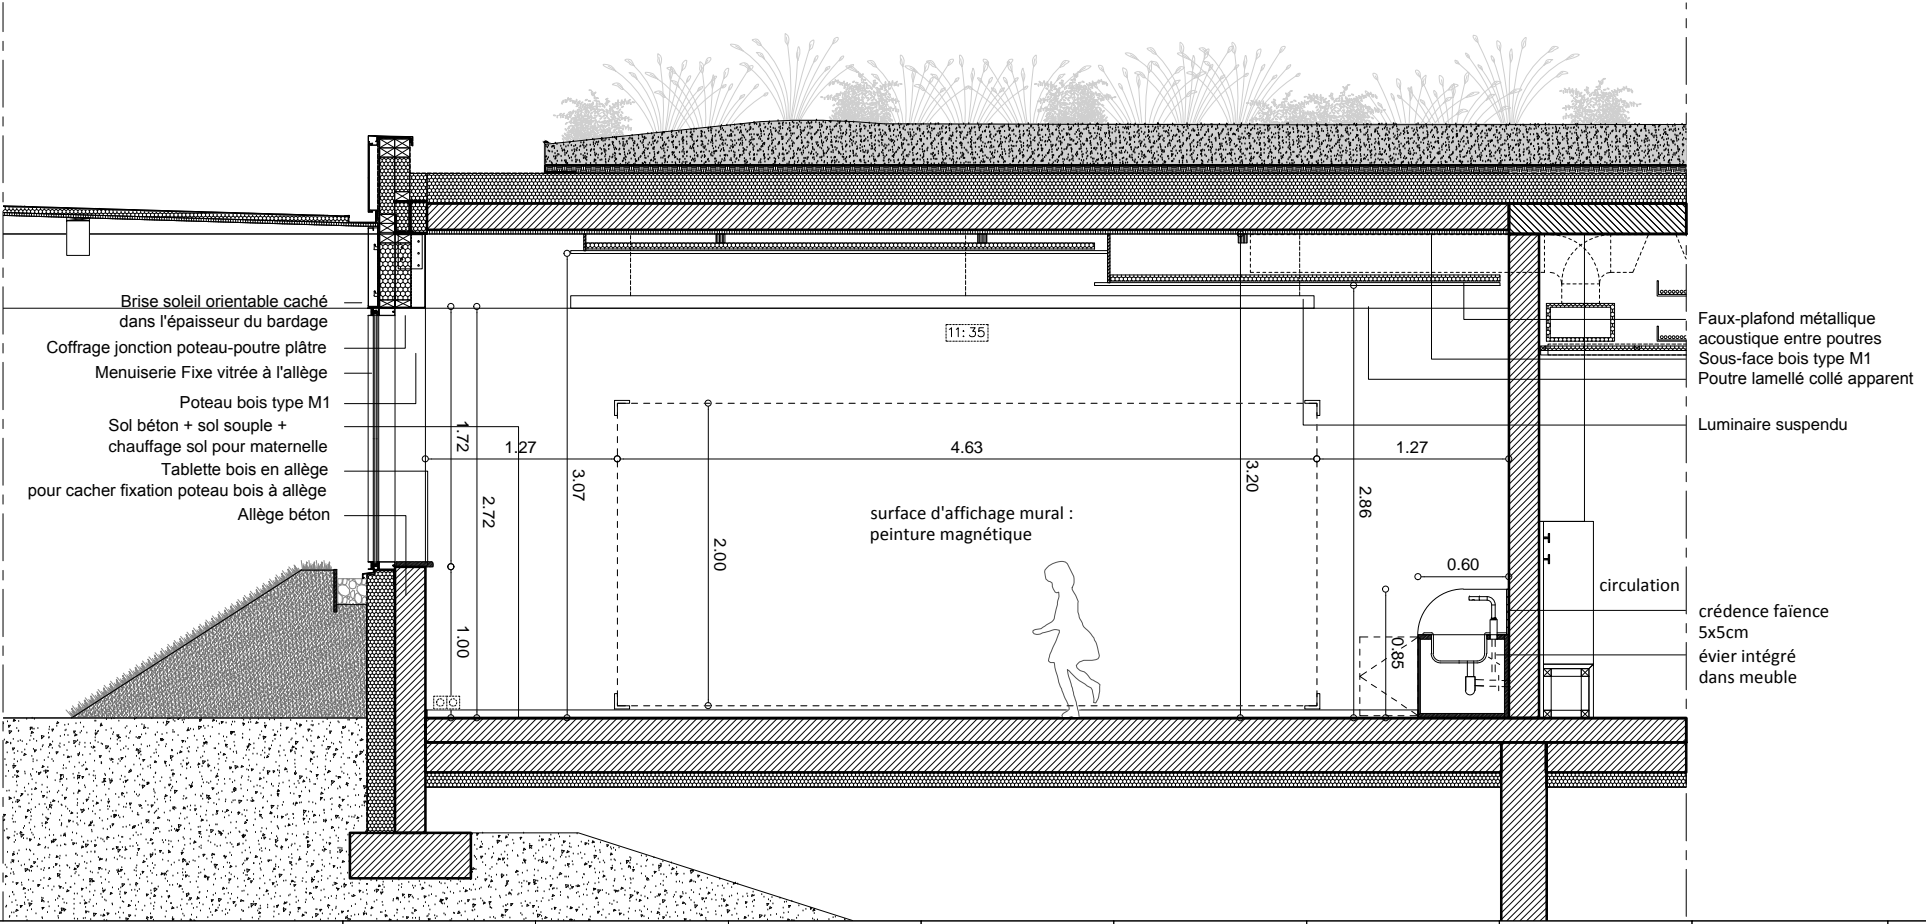 Brise soleil orientable caché
dans l'épaisseur du bardage
Coffrage jonction poteau-poutre plâtre
Menuiserie Fixe vitrée à l'allège
Poteau bois type M1
Sol béton + sol souple +
chauffage sol pour maternelle
Tablette bois en allège
pour cacher fixation poteau bois à allège
Allège béton
11:35
1.72
1.27
4.63
1.27
3.07
2.72
3.20
2.86
surface d'affichage mural :
peinture magnétique
2.00
0.60
1.00
0.85
circulation
Faux-plafond métallique
acoustique entre poutres
Sous-face bois type M1
Poutre lamellé collé apparent
Luminaire suspendu
crédence faïence
5x5cm
évier intégré
dans meuble